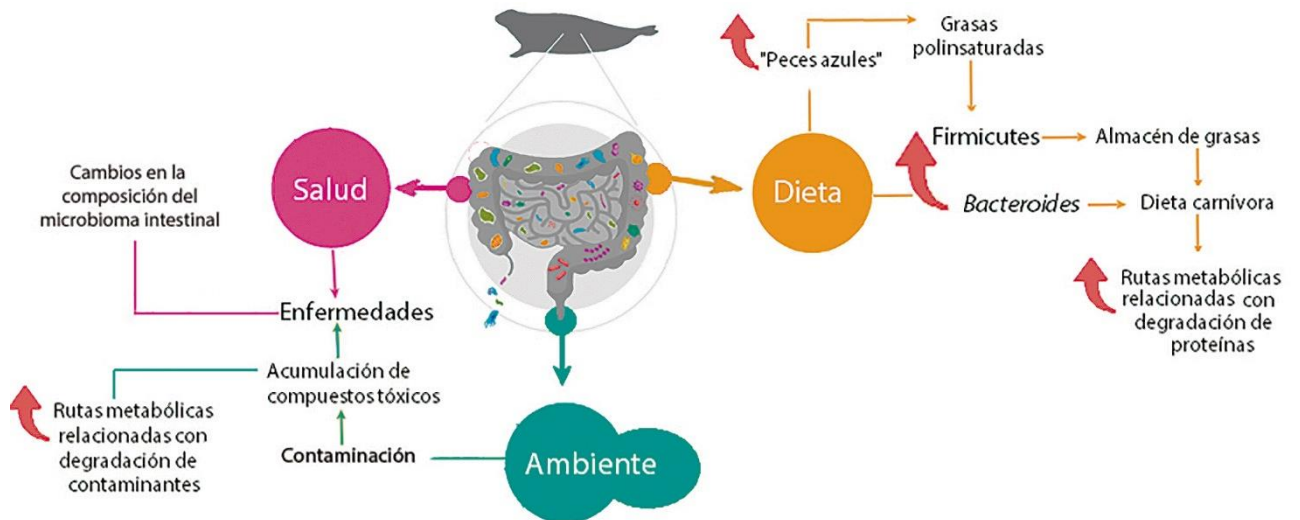 "Peces azules"
Grasas
polinsaturadas
Firmicutes
Almacén de grasas
Bacteroides
Dieta carnívora
Rutas metabólicas
relacionadas con
degradación de
proteínas
Dieta
Salud
Cambios en la
composición del
microbioma intestinal
Enfermedades
Acumulación de
compuestos tóxicos
Rutas metabólicas
relacionadas con
degradación de
contaminantes
Contaminación
Ambiente